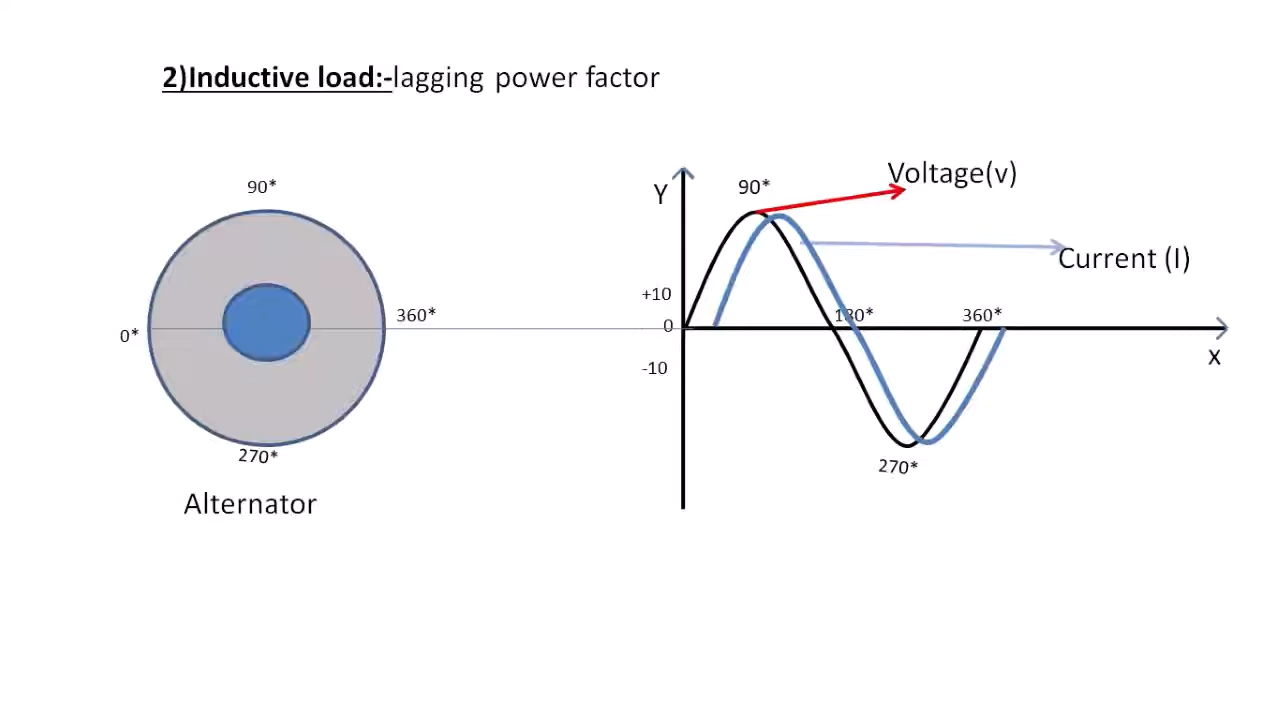 2)Inductive load:-lagging power factor
90*
0*
360*
270*
Alternator
Y
90*
Voltage(v)
Current (I)
+10
0
-10
180*
360*
x
270*